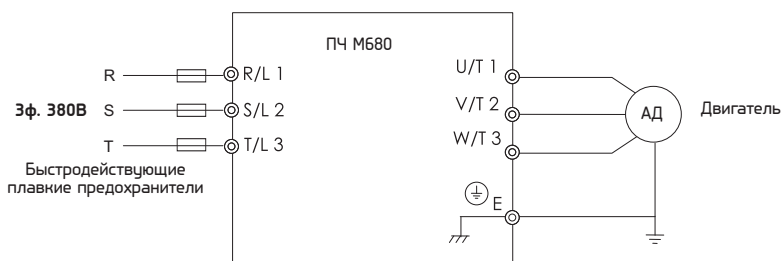 ПЧ М680
R R/L 1 U/T 1
3ф. 380В S S/L 2 V/T 2 АД Двигатель
T T/L 3 W/T 3
Быстродействующие
плавкие предохранители
E